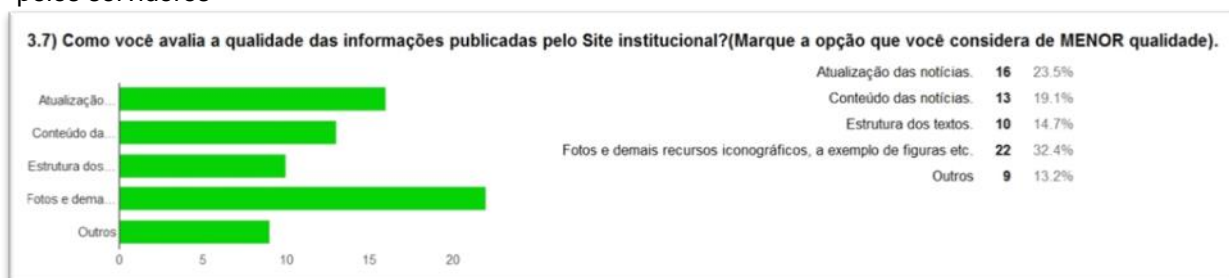 pelos servidores
3.7) Como você avalia a qualidade das informações publicadas pelo Site institucional?(Marque a opção que você considera de MENOR qualidade).
Atualização...
Conteúdo da...
Estrutura dos...
Fotos e dema...
Outros
0 5 10 15 20
Atualização das notícias. 16 23.5%
Conteúdo das notícias. 13 19.1%
Estrutura dos textos. 10 14.7%
Fotos e demais recursos iconográficos, a exemplo de figuras etc. 22 32.4%
Outros 9 13.2%